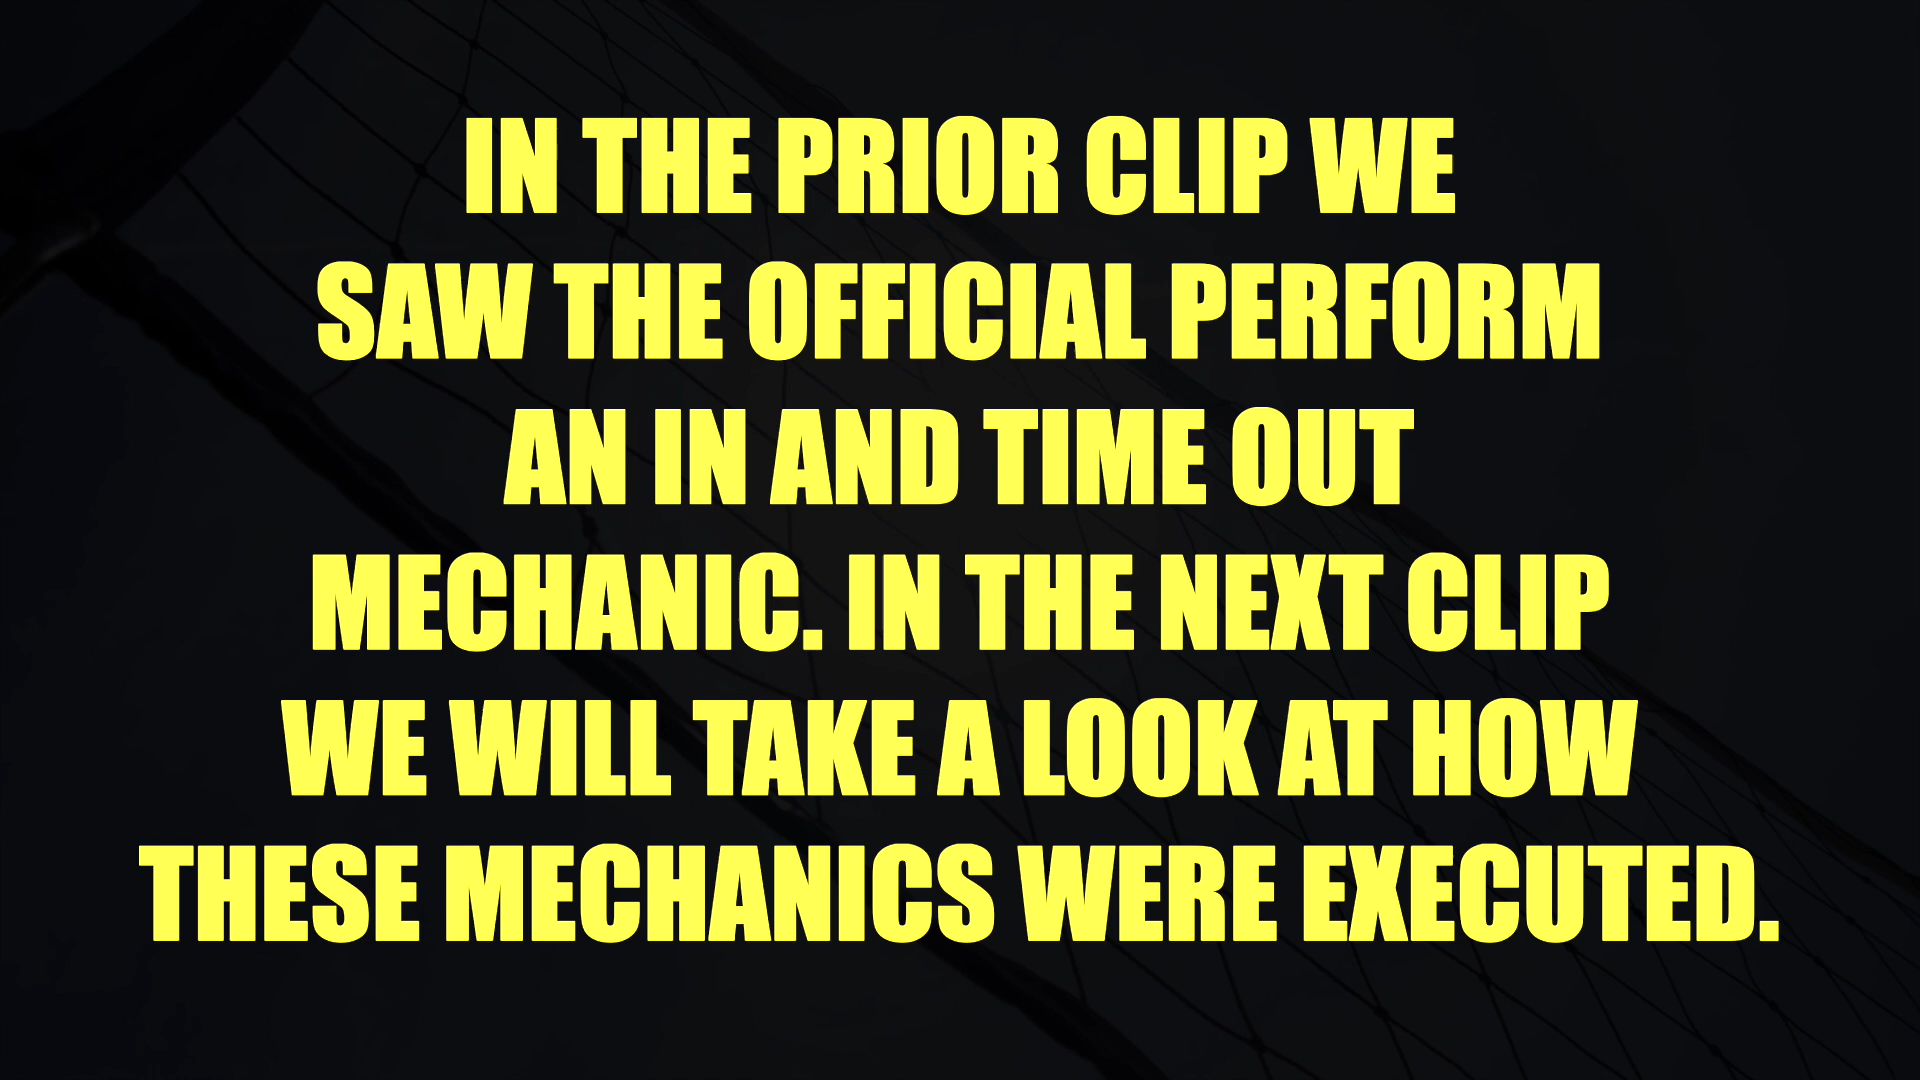 IN THE PRIOR CLIP WE
SAW THE OFFICIAL PERFORM
AN IN AND TIME OUT
MECHANIC. IN THE NEXT CLIP
WE WILL TAKE A LOOK AT HOW
THESE MECHANICS WERE EXECUTED.